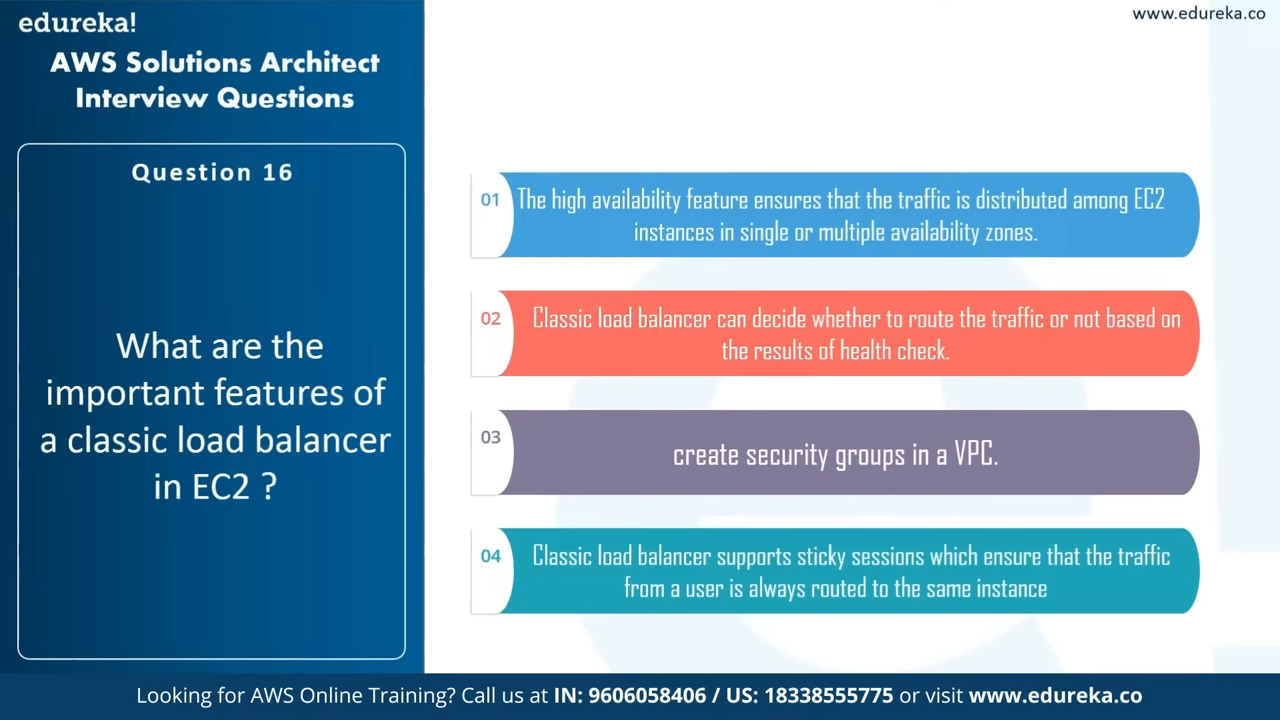 edureka!
www.edureka.co
AWS Solutions Architect
Interview Questions
Question 16
What are the
important features of
a classic load balancer
in EC2 ?
01
The high availability feature ensures that the traffic is distributed among EC2
instances in single or multiple availability zones.
02
Classic load balancer can decide whether to route the traffic or not based on
the results of health check.
03
create security groups in a VPC.
04
Classic load balancer supports sticky sessions which ensure that the traffic
from a user is always routed to the same instance
Looking for AWS Online Training? Call us at IN: 9606058406 / US: 18338555775 or visit www.edureka.co